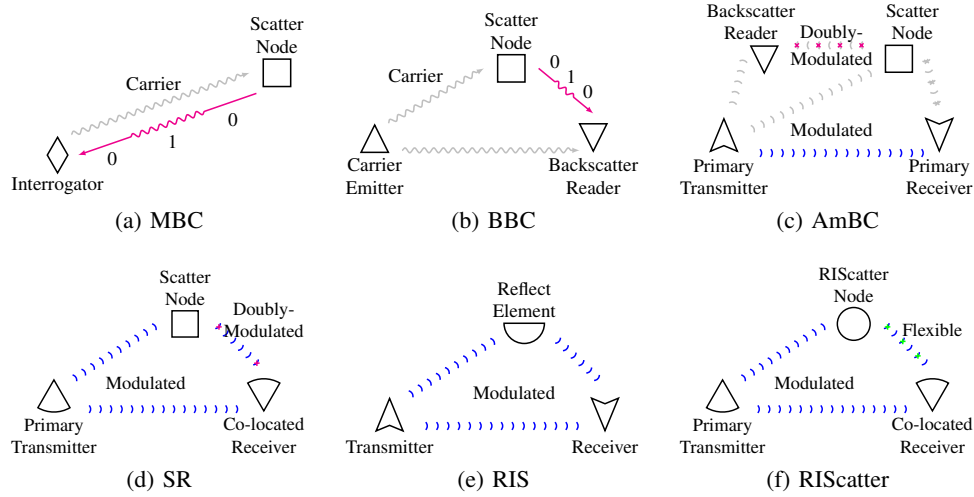 Scatter
Node
Carrier
0
1
0
Interrogator
(a) MBC
Scatter
Node
Carrier
0
1
0
Carrier
Emitter
Backscatter
Reader
(b) BBC
Backscatter
Reader
Doubly-
Modulated
Scatter
Node
Modulated
Primary
Transmitter
Primary
Receiver
(c) AmBC
Scatter
Node
Doubly-
Modulated
Modulated
Primary
Transmitter
Co-located
Receiver
(d) SR
Reflect
Element
Modulated
Transmitter
Receiver
(e) RIS
RIScatter
Node
Flexible
Modulated
Primary
Transmitter
Co-located
Receiver
(f) RIScatter